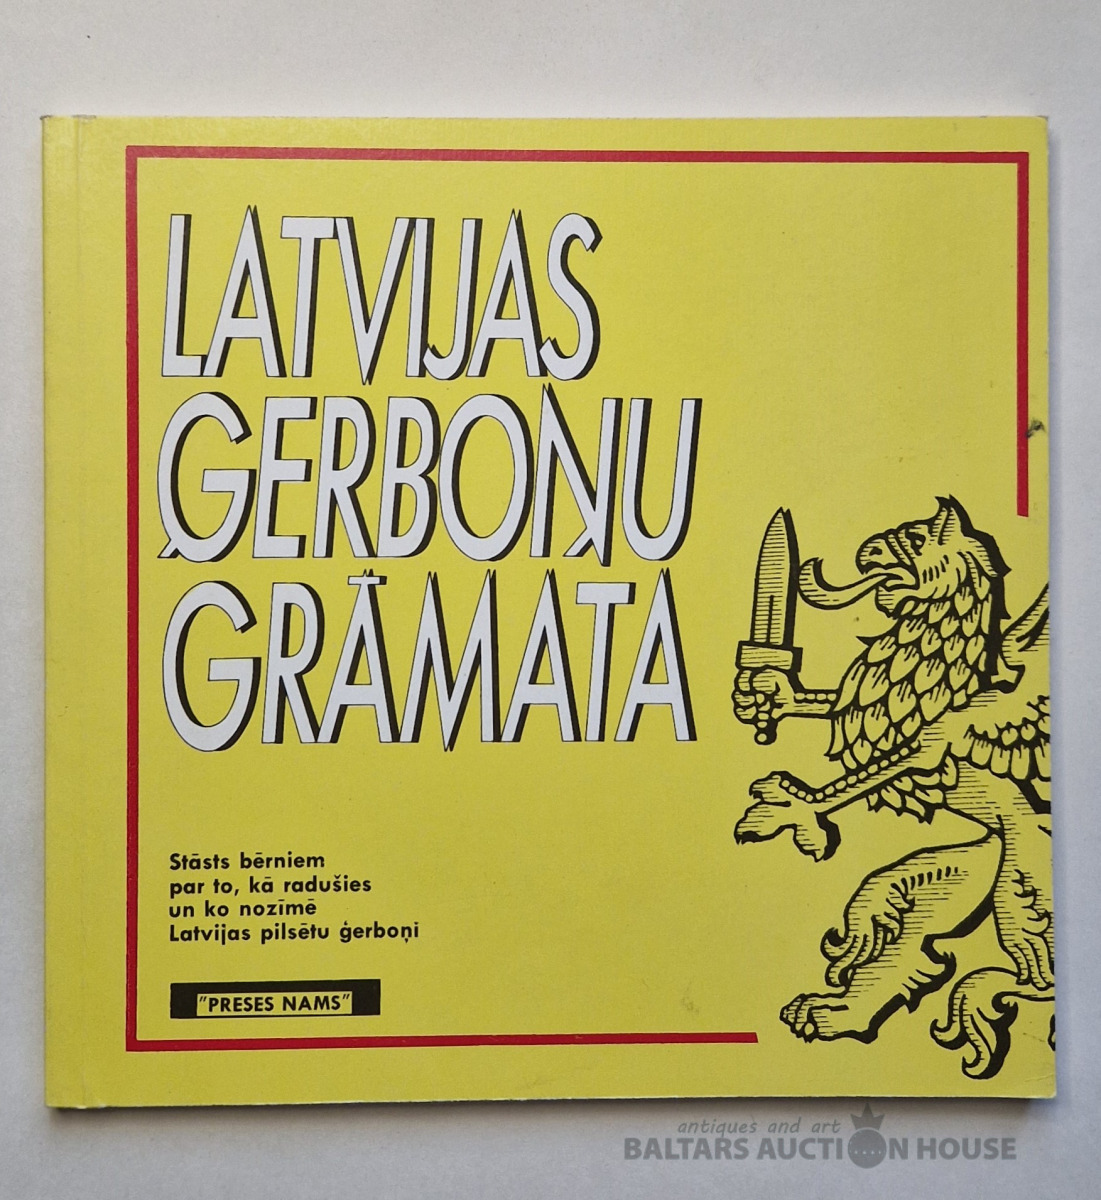 LATVIJAS
ĢERBOŅU
GRĀMATA
Stāsts bērniem
par to, kā radušies
un ko nozīmē
Latvijas pilsētu ģerboņi
"PRESES NAMS"
antiques and art
BALTARS AUCTION HOUSE